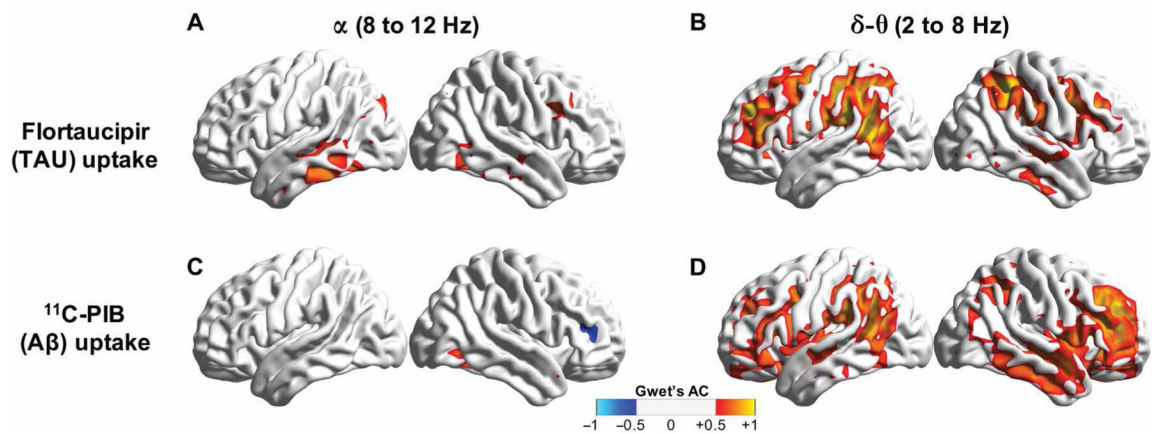 A
α (8 to 12 Hz)
B
δ-θ (2 to 8 Hz)
Flortaucipir
(TAU) uptake
C
D
¹¹C-PIB
(Aβ) uptake
Gwet's AC
−1 −0.5 0 +0.5 +1